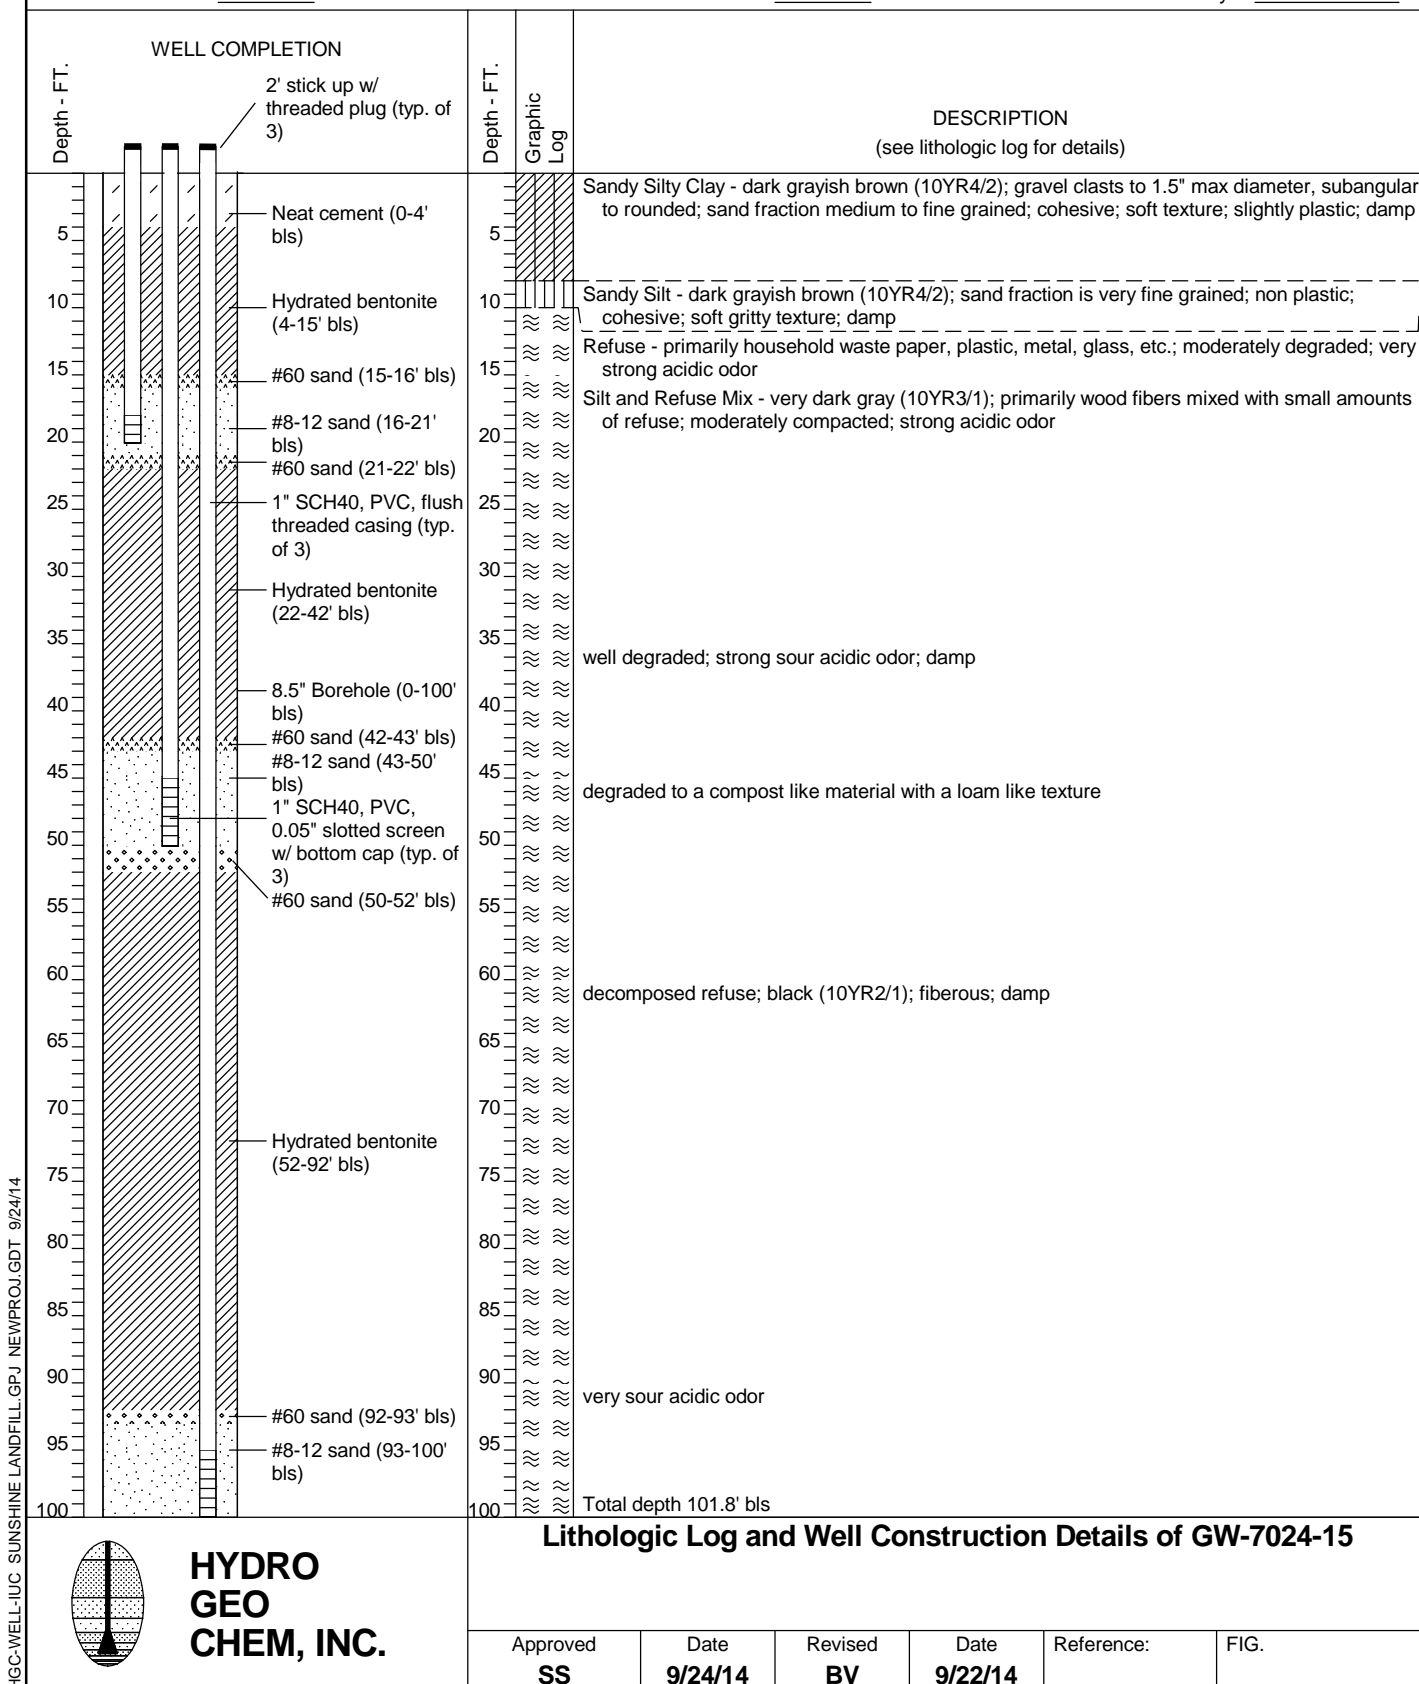 WELL COMPLETION
Depth - FT.
2' stick up w/
threaded plug (typ. of
3)
Depth - FT.
Graphic
Log
DESCRIPTION
(see lithologic log for details)
Neat cement (0-4'
bls)
Hydrated bentonite
(4-15' bls)
#60 sand (15-16' bls)
#8-12 sand (16-21'
bls)
#60 sand (21-22' bls)
1" SCH40, PVC, flush
threaded casing (typ.
of 3)
Hydrated bentonite
(22-42' bls)
8.5" Borehole (0-100'
bls)
#60 sand (42-43' bls)
#8-12 sand (43-50'
bls)
1" SCH40, PVC,
0.05" slotted screen
w/ bottom cap (typ. of
3)
#60 sand (50-52' bls)
Hydrated bentonite
(52-92' bls)
#60 sand (92-93' bls)
#8-12 sand (93-100'
bls)
5
10
15
20
25
30
35
40
45
50
55
60
65
70
75
80
85
90
95
100
5
10
15
20
25
30
35
40
45
50
55
60
65
70
75
80
85
90
95
100
Sandy Silty Clay - dark grayish brown (10YR4/2); gravel clasts to 1.5" max diameter, subangular
to rounded; sand fraction medium to fine grained; cohesive; soft texture; slightly plastic; damp
Sandy Silt - dark grayish brown (10YR4/2); sand fraction is very fine grained; non plastic;
cohesive; soft gritty texture; damp
Refuse - primarily household waste paper, plastic, metal, glass, etc.; moderately degraded; very
strong acidic odor
Silt and Refuse Mix - very dark gray (10YR3/1); primarily wood fibers mixed with small amounts
of refuse; moderately compacted; strong acidic odor
well degraded; strong sour acidic odor; damp
degraded to a compost like material with a loam like texture
decomposed refuse; black (10YR2/1); fiberous; damp
very sour acidic odor
Total depth 101.8' bls
HGC-WELL-IUC SUNSHINE LANDFILL.GPJ NEWPROJ.GDT 9/24/14
HYDRO
GEO
CHEM, INC.
Lithologic Log and Well Construction Details of GW-7024-15
Approved
SS
Date
9/24/14
Revised
BV
Date
9/22/14
Reference:
FIG.